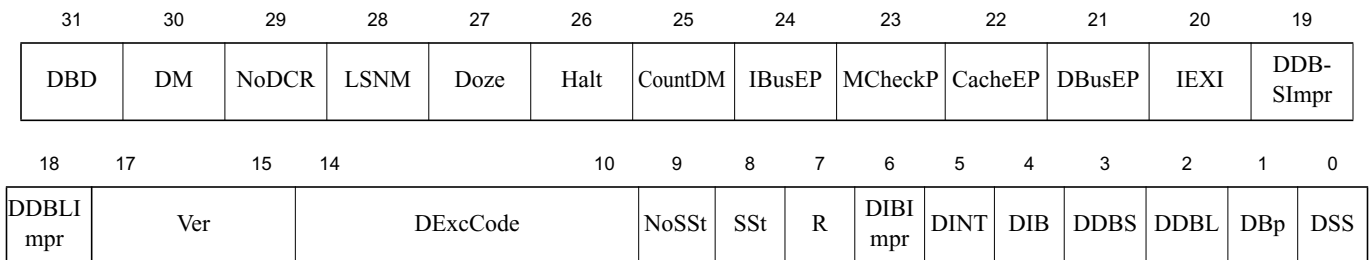 31 30 29 28 27 26 25 24 23 22 21 20 19
DBD DM NoDCR LSNM Doze Halt CountDM IBusEP MCheckP CacheEP DBusEP IEXI DDB-
SImpr
18 17 15 14 10 9 8 7 6 5 4 3 2 1 0
DDBLI
mpr Ver DExcCode NoSSt SSt R DIBI
mpr DINT DIB DDBS DDBL DBp DSS